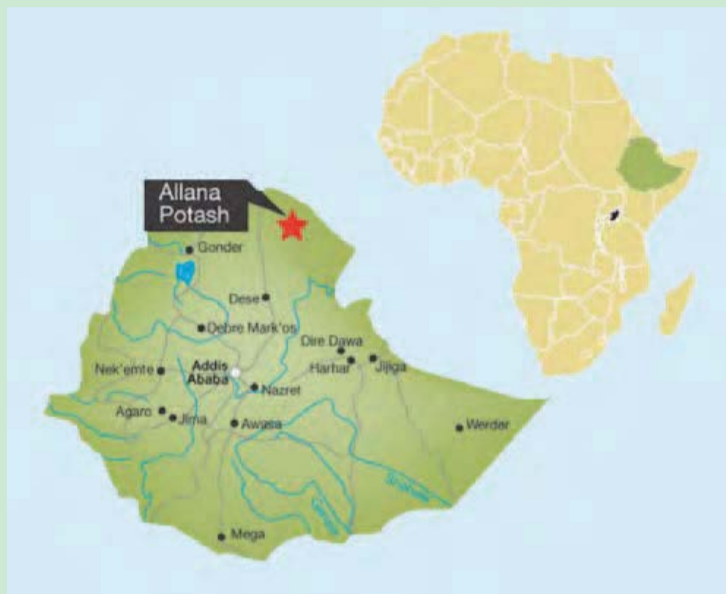 Allana
Potash
Gonder
Dese
Debre Mark'os
Dire Dawa
Nek'emte
Addis
Ababa
Harhar
Jijiga
Nazret
Agaro
Jima
Awasa
Werder
Shabelle
Mega